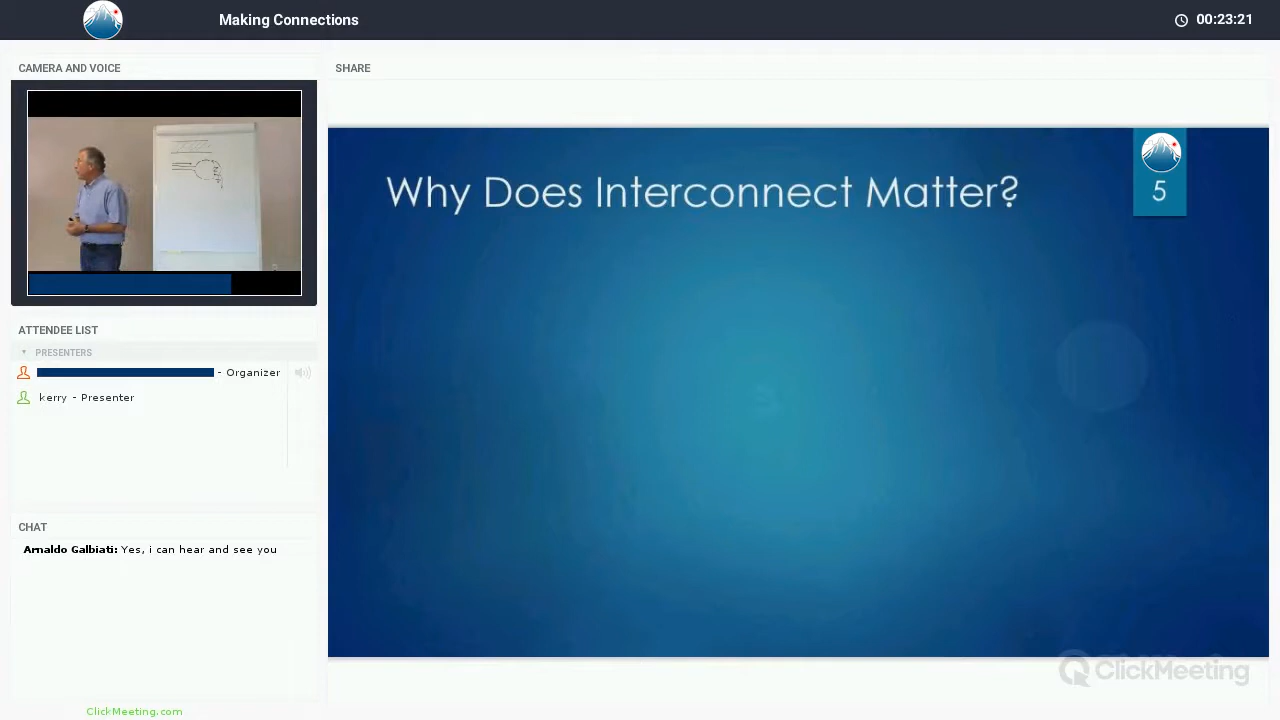 Making Connections
00:23:21
CAMERA AND VOICE
SHARE
Why Does Interconnect Matter?
5
ATTENDEE LIST
PRESENTERS
- Organizer
kerry - Presenter
CHAT
Arnaldo Galbiati: Yes, i can hear and see you
ClickMeeting
ClickMeeting.com